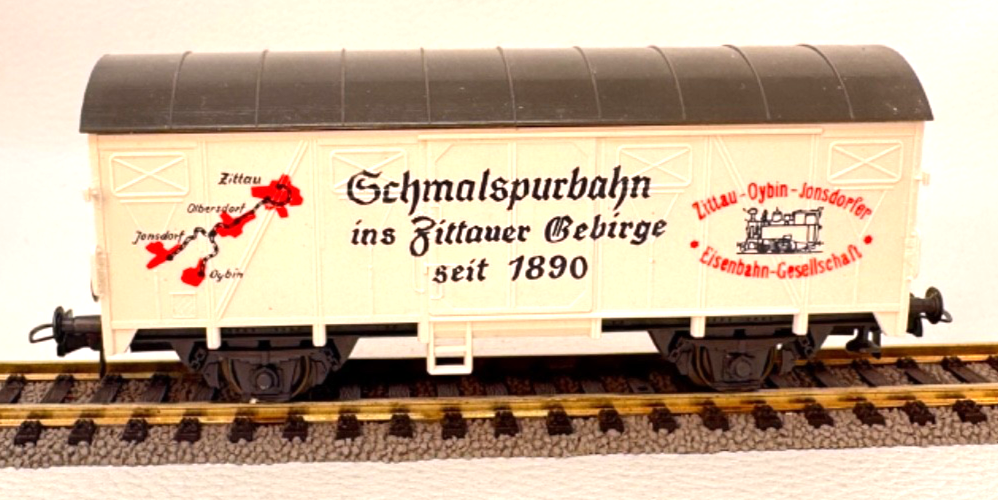 Zittau
Olbersdorf
Jonsdorf
Oybin
Schmalspurbahn
ins Zittauer Gebirge
seit 1890
Zittau-Oybin-Jonsdorfer
• Eisenbahn-Gesellschaft •